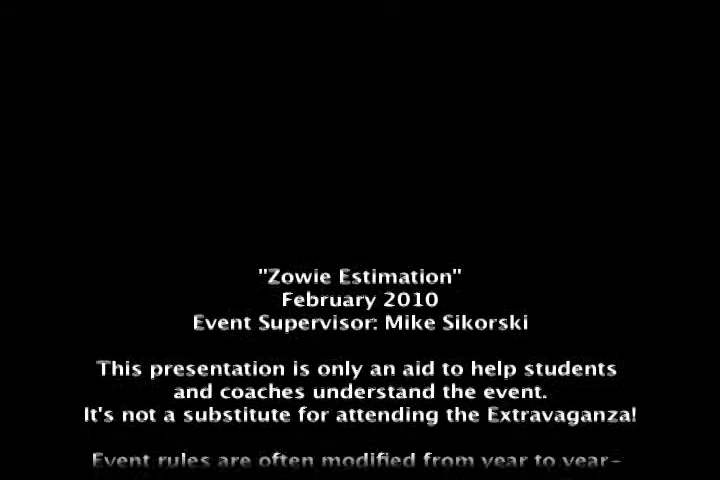 "Zowie Estimation"
February 2010
Event Supervisor: Mike Sikorski
This presentation is only an aid to help students
and coaches understand the event.
It's not a substitute for attending the Extravaganza!
Event rules are often modified from year to year-